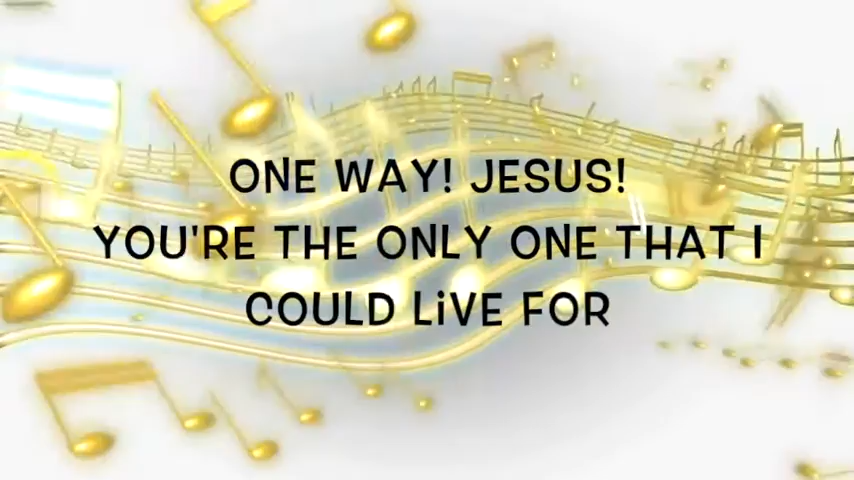 ONE WAY! JESUS!
YOU'RE THE ONLY ONE THAT I
COULD LiVE FOR